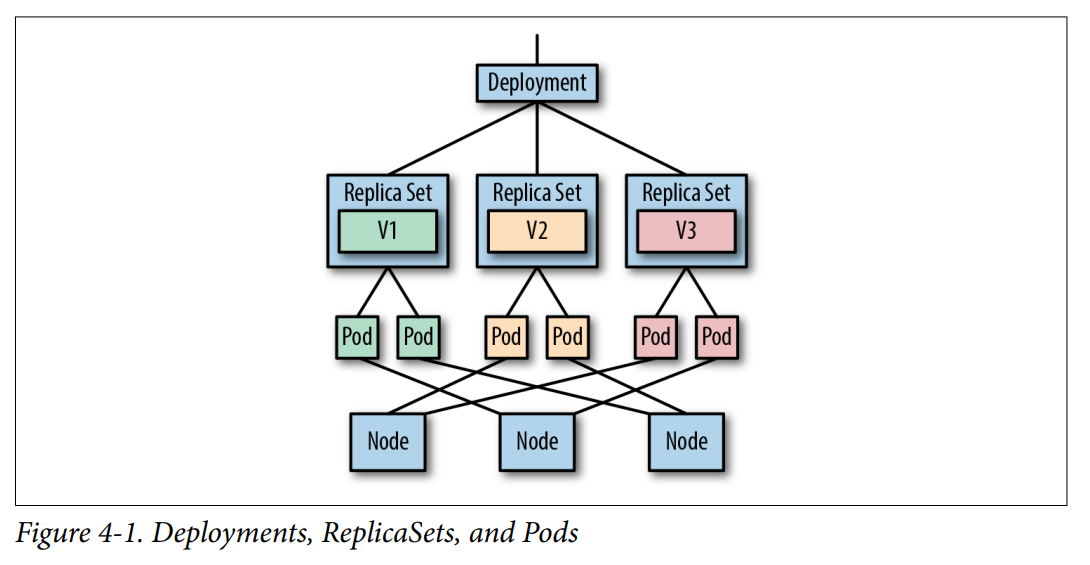 Deployment
Replica Set Replica Set Replica Set
V1 V2 V3
Pod Pod Pod Pod Pod Pod
Node Node Node
Figure 4-1. Deployments, ReplicaSets, and Pods